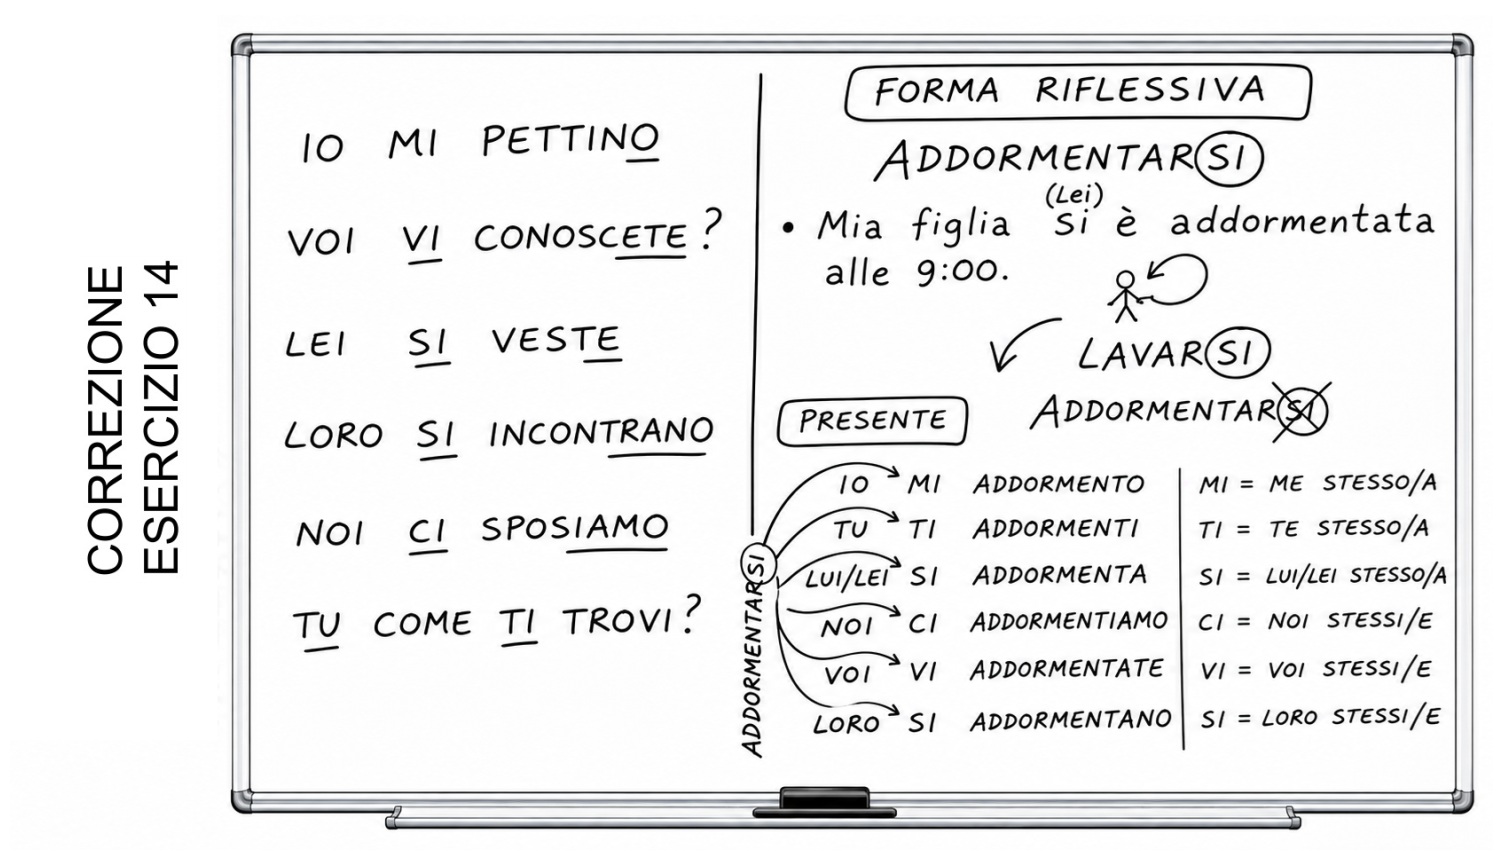 CORREZIONE
ESERCIZIO 14
IO MI PETTINO
VOI VI CONOSCETE?
LEI SI VESTE
LORO SI INCONTRANO
NOI CI SPOSIAMO
TU COME TI TROVI?
FORMA RIFLESSIVA
ADDORMENTARSI
(Lei)
• Mia figlia si è addormentata
alle 9:00.
LAVARSI
ADDORMENTARSI
PRESENTE
ADDORMENTARSI
IO MI ADDORMENTO
TU TI ADDORMENTI
LUI/LEI SI ADDORMENTA
NOI CI ADDORMENTIAMO
VOI VI ADDORMENTATE
LORO SI ADDORMENTANO
MI = ME STESSO/A
TI = TE STESSO/A
SI = LUI/LEI STESSO/A
CI = NOI STESSI/E
VI = VOI STESSI/E
SI = LORO STESSI/E